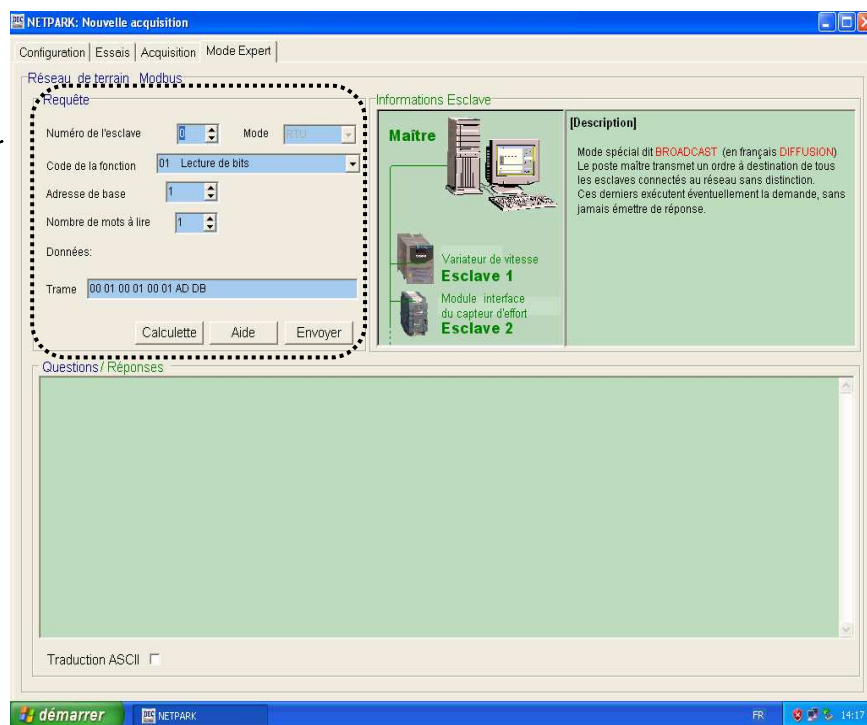 NETPARK: Nouvelle acquisition
Configuration Essais Acquisition Mode Expert
Réseau de terrain Modbus
Requête
Numéro de l'esclave 0 Mode RTU
Code de la fonction 01 Lecture de bits
Adresse de base 1
Nombre de mots à lire 1
Données:
Trame 00 01 00 01 00 01 AD DB
Calculette Aide Envoyer
Informations Esclave
Maître
Variateur de vitesse
Esclave 1
Module interface
du capteur d'effort
Esclave 2
[Description]
Mode spécial dit BROADCAST (en français DIFFUSION)
Le poste maître transmet un ordre à destination de tous
les esclaves connectés au réseau sans distinction.
Ces derniers exécutent éventuellement la demande, sans
jamais émettre de réponse.
Questions / Réponses
Traduction ASCII
démarrer NETPARK FR 14:17